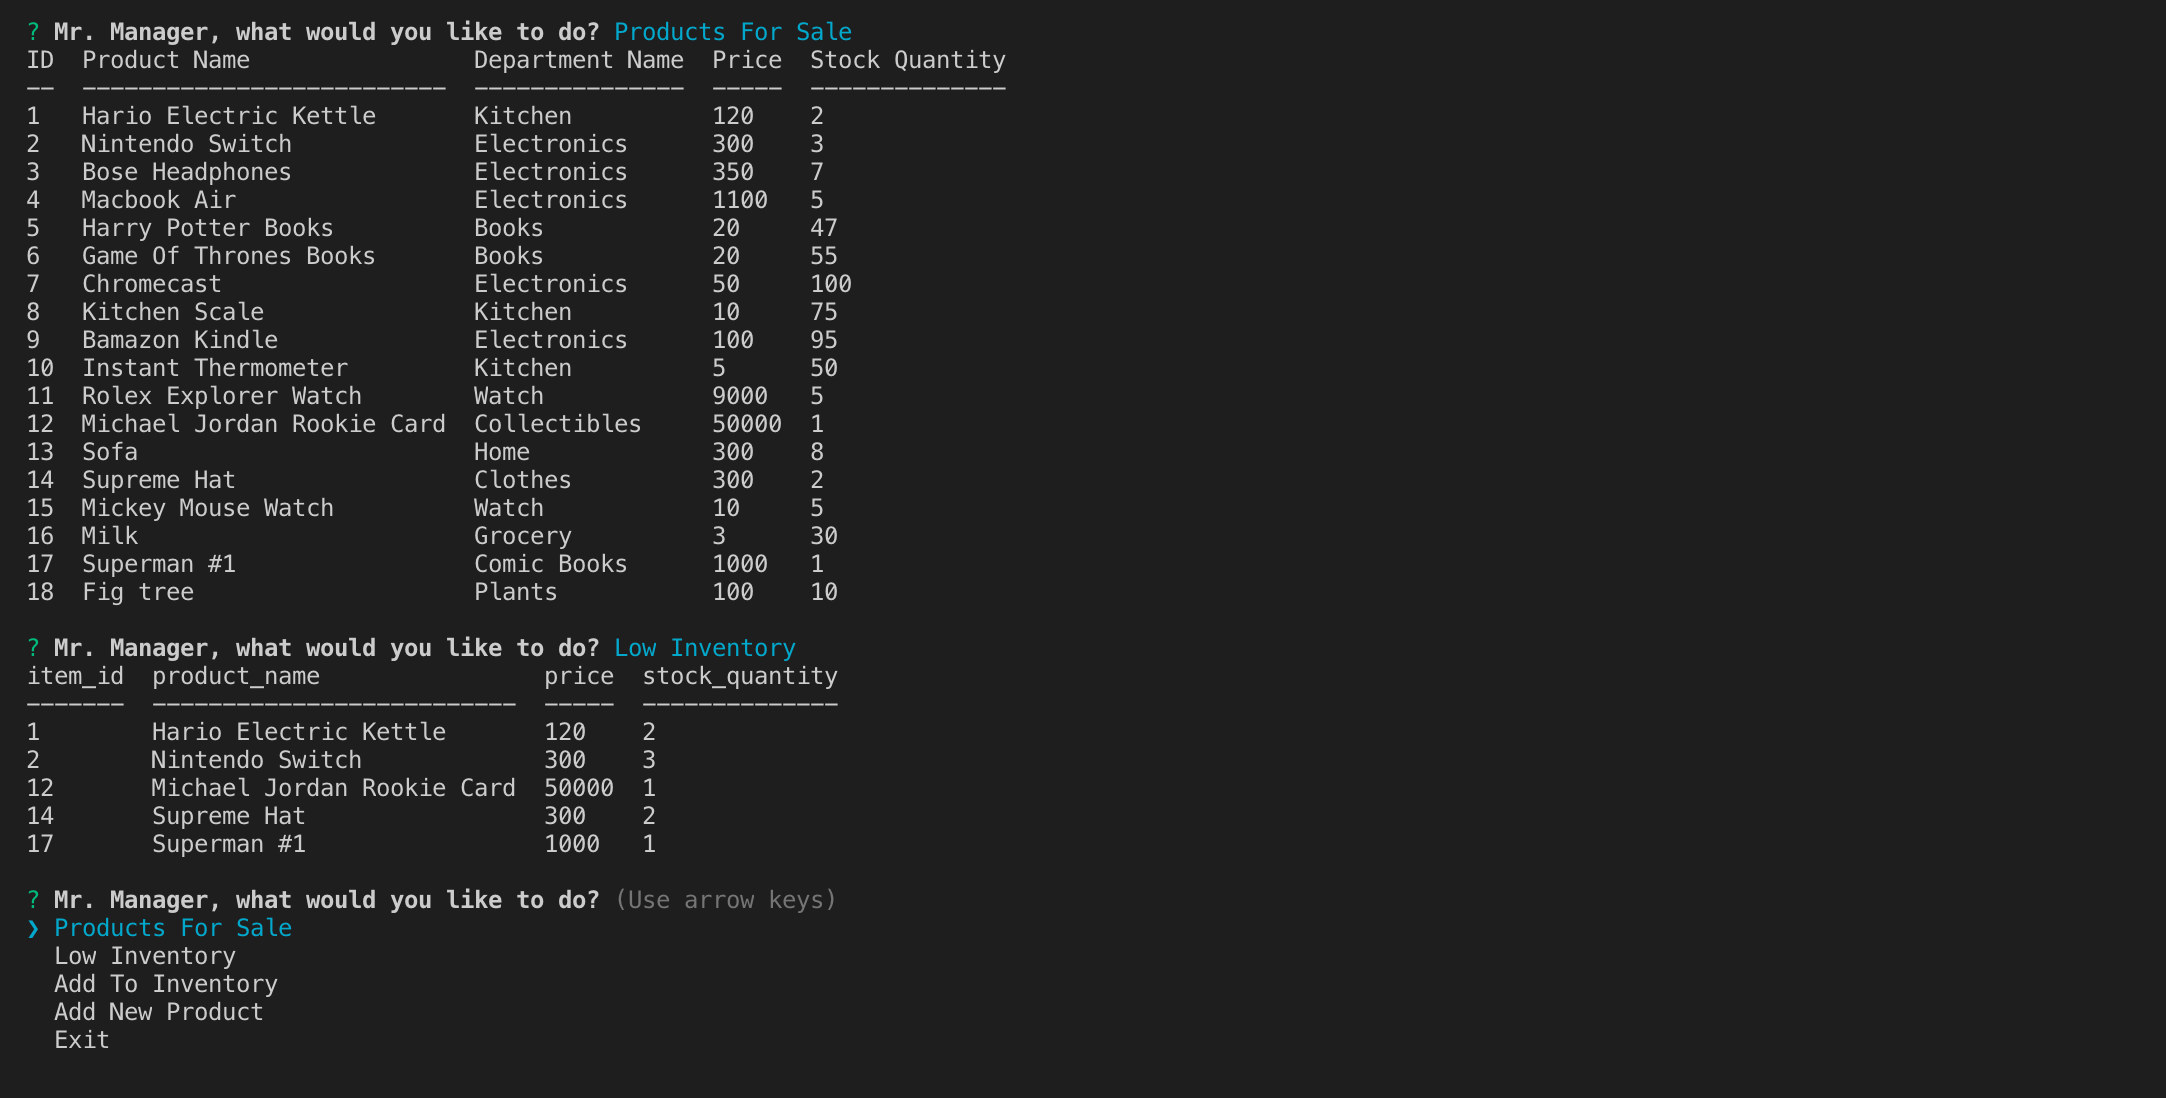 ? Mr. Manager, what would you like to do? Products For Sale
ID  Product Name                Department Name  Price  Stock Quantity
--  --------------------------  ---------------  -----  --------------
1   Hario Electric Kettle       Kitchen          120    2
2   Nintendo Switch             Electronics      300    3
3   Bose Headphones             Electronics      350    7
4   Macbook Air                 Electronics      1100   5
5   Harry Potter Books          Books            20     47
6   Game Of Thrones Books       Books            20     55
7   Chromecast                  Electronics      50     100
8   Kitchen Scale               Kitchen          10     75
9   Bamazon Kindle              Electronics      100    95
10  Instant Thermometer         Kitchen          5      50
11  Rolex Explorer Watch        Watch            9000   5
12  Michael Jordan Rookie Card  Collectibles     50000  1
13  Sofa                        Home             300    8
14  Supreme Hat                 Clothes          300    2
15  Mickey Mouse Watch          Watch            10     5
16  Milk                        Grocery          3      30
17  Superman #1                 Comic Books      1000   1
18  Fig tree                    Plants           100    10
? Mr. Manager, what would you like to do? Low Inventory
item_id  product_name                price  stock_quantity
-------  --------------------------  -----  --------------
1        Hario Electric Kettle       120    2
2        Nintendo Switch             300    3
12       Michael Jordan Rookie Card  50000  1
14       Supreme Hat                 300    2
17       Superman #1                 1000   1
? Mr. Manager, what would you like to do? (Use arrow keys)
❯ Products For Sale
  Low Inventory
  Add To Inventory
  Add New Product
  Exit